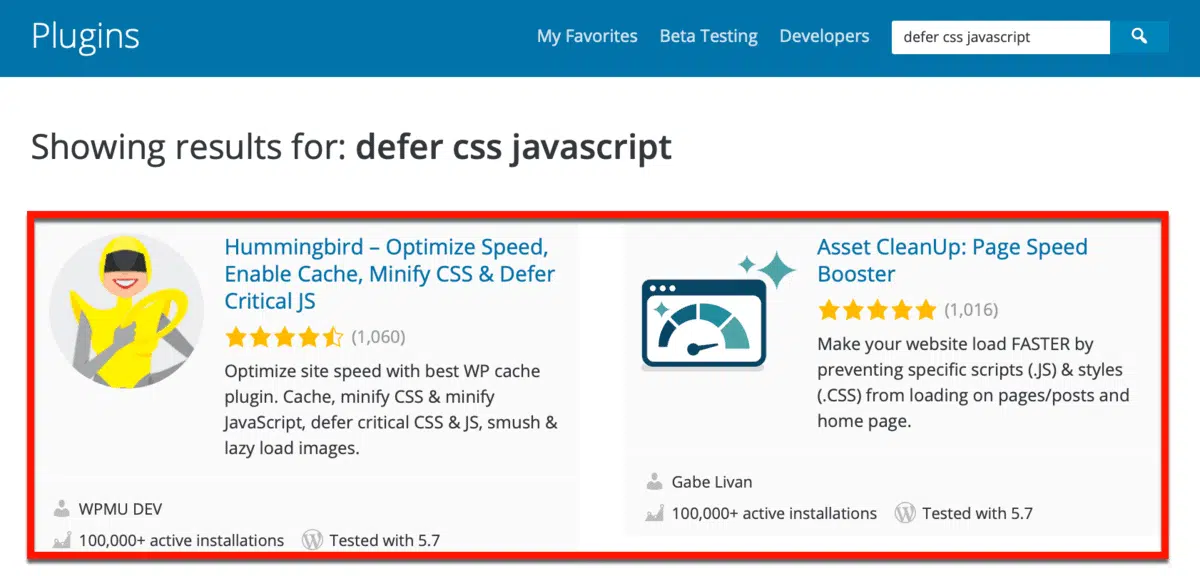 Plugins
My Favorites
Beta Testing
Developers
defer css javascript
Showing results for: defer css javascript
Hummingbird – Optimize Speed,
Enable Cache, Minify CSS & Defer
Critical JS
(1,060)
Optimize site speed with best WP cache
plugin. Cache, minify CSS & minify
JavaScript, defer critical CSS & JS, smush &
lazy load images.
WPMU DEV
100,000+ active installations
Tested with 5.7
Asset CleanUp: Page Speed
Booster
(1,016)
Make your website load FASTER by
preventing specific scripts (.JS) & styles
(.CSS) from loading on pages/posts and
home page.
Gabe Livan
100,000+ active installations
Tested with 5.7